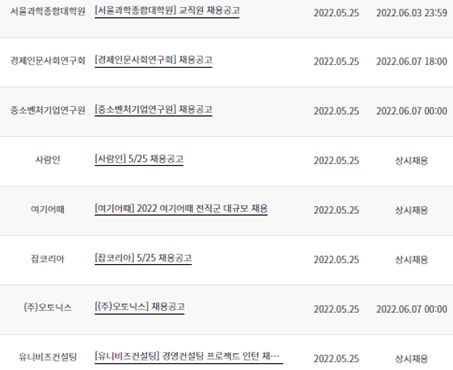 서울과학종합대학원 [서울과학종합대학원] 교직원 채용공고 2022.05.25 2022.06.03 23:59
경제인문사회연구회 [경제인문사회연구회] 채용공고 2022.05.25 2022.06.07 18:00
중소벤처기업연구원 [중소벤처기업연구원] 채용공고 2022.05.25 2022.06.07 00:00
사람인 [사람인] 5/25 채용공고 2022.05.25 상시채용
여기어때 [여기어때] 2022 여기어때 전직군 대규모 채용 2022.05.25 상시채용
잡코리아 [잡코리아] 5/25 채용공고 2022.05.25 상시채용
(주)오토닉스 [(주)오토닉스] 채용공고 2022.05.25 2022.06.07 00:00
유니비즈컨설팅 [유니비즈컨설팅] 경영컨설팅 프로젝트 인턴 채… 2022.05.25 상시채용